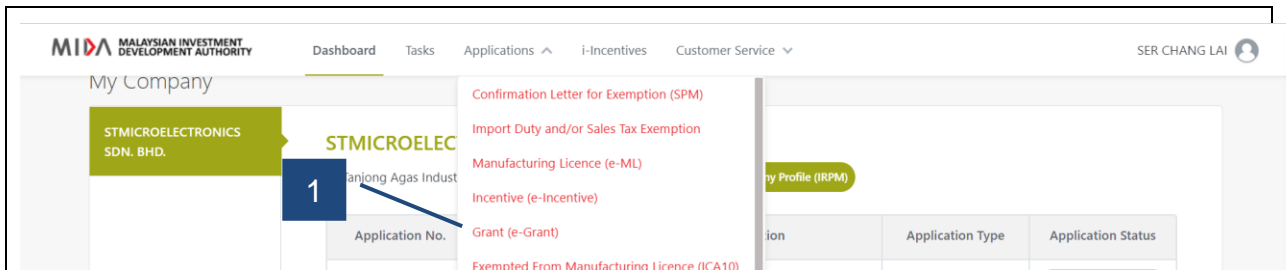 MIDA MALAYSIAN INVESTMENT
DEVELOPMENT AUTHORITY
Dashboard Tasks Applications i-Incentives Customer Service SER CHANG LAI
My Company
STMICROELECTRONICS
SDN. BHD.
STMICROELEC
Tanjong Agas Indust
ny Profile (IRPM)
Application No.
ion
Application Type
Application Status
Confirmation Letter for Exemption (SPM)
Import Duty and/or Sales Tax Exemption
Manufacturing Licence (e-ML)
Incentive (e-Incentive)
Grant (e-Grant)
Exempted From Manufacturing Licence (ICA10)
1